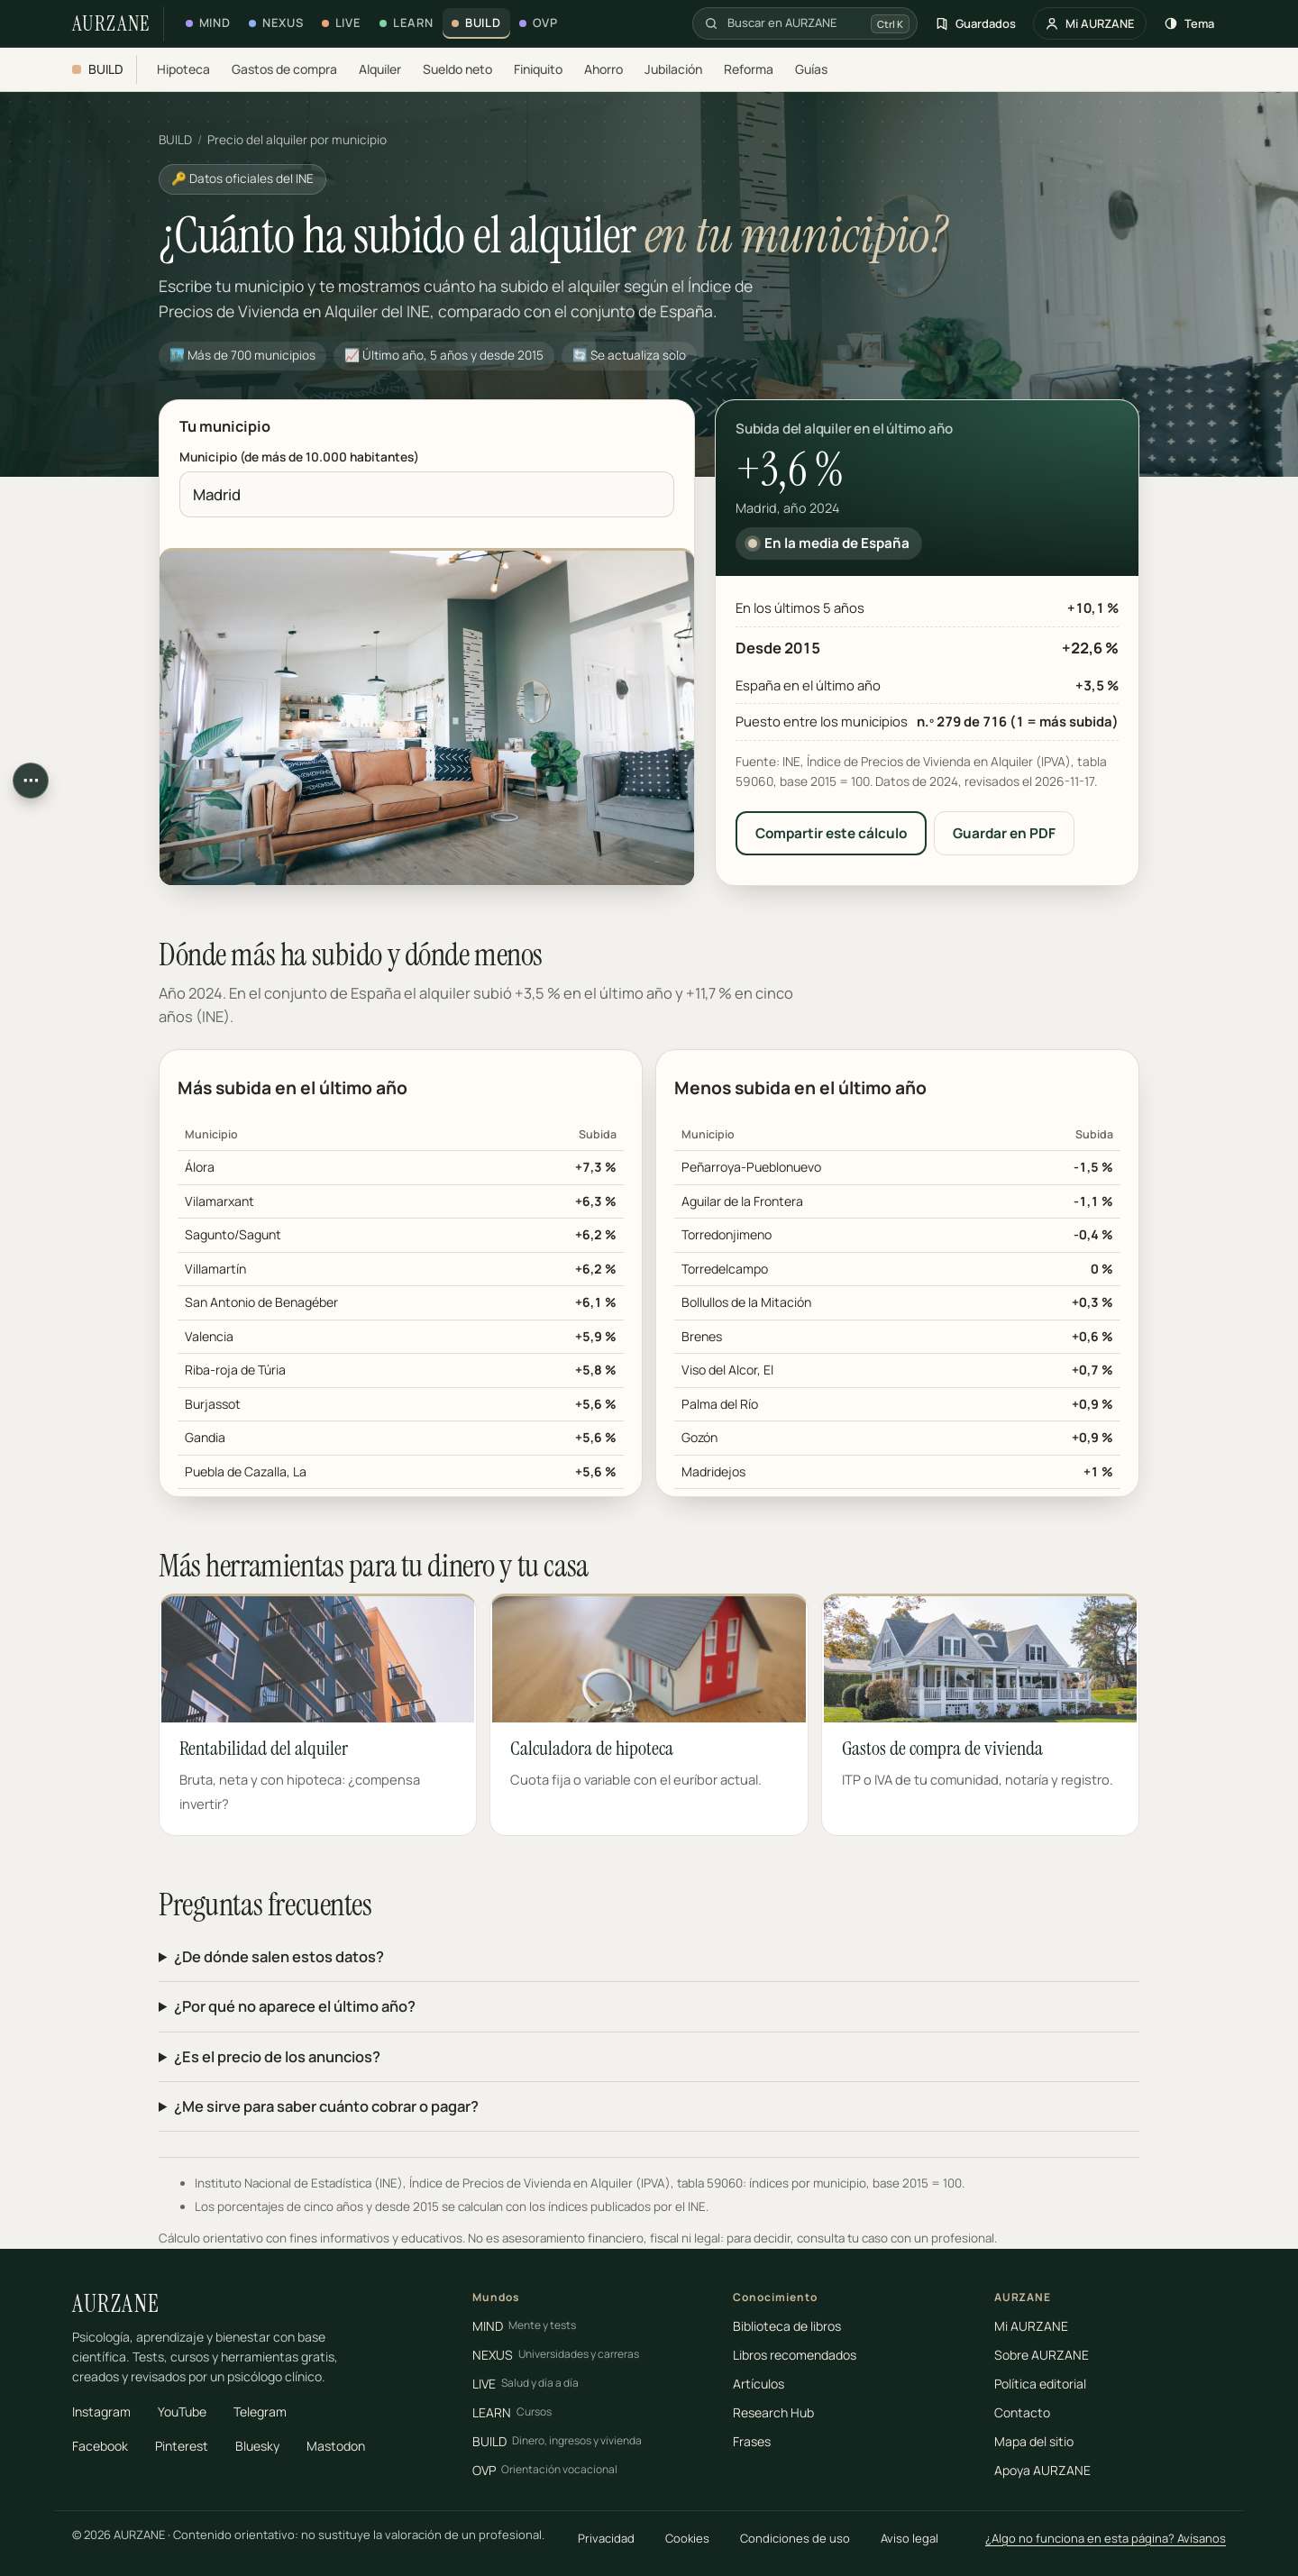 AURZANE
MIND
NEXUS
LIVE
LEARN
BUILD
OVP
Buscar en AURZANE
Ctrl K
Guardados
Mi AURZANE
Tema
BUILD
Hipoteca
Gastos de compra
Alquiler
Sueldo neto
Finiquito
Ahorro
Jubilación
Reforma
Guías
BUILD / Precio del alquiler por municipio
🔑 Datos oficiales del INE
¿Cuánto ha subido el alquiler en tu municipio?
Escribe tu municipio y te mostramos cuánto ha subido el alquiler según el Índice de
Precios de Vivienda en Alquiler del INE, comparado con el conjunto de España.
🏙️ Más de 700 municipios
📈 Último año, 5 años y desde 2015
🔄 Se actualiza solo
Tu municipio
Municipio (de más de 10.000 habitantes)
Madrid
Subida del alquiler en el último año
+3,6 %
Madrid, año 2024
En la media de España
En los últimos 5 años +10,1 %
Desde 2015 +22,6 %
España en el último año +3,5 %
Puesto entre los municipios n.º 279 de 716 (1 = más subida)
Fuente: INE, Índice de Precios de Vivienda en Alquiler (IPVA), tabla
59060, base 2015 = 100. Datos de 2024, revisados el 2026-11-17.
Compartir este cálculo
Guardar en PDF
Dónde más ha subido y dónde menos
Año 2024. En el conjunto de España el alquiler subió +3,5 % en el último año y +11,7 % en cinco
años (INE).
Más subida en el último año
Municipio Subida
Álora +7,3 %
Vilamarxant +6,3 %
Sagunto/Sagunt +6,2 %
Villamartín +6,2 %
San Antonio de Benagéber +6,1 %
Valencia +5,9 %
Riba-roja de Túria +5,8 %
Burjassot +5,6 %
Gandia +5,6 %
Puebla de Cazalla, La +5,6 %
Menos subida en el último año
Municipio Subida
Peñarroya-Pueblonuevo -1,5 %
Aguilar de la Frontera -1,1 %
Torredonjimeno -0,4 %
Torredelcampo 0 %
Bollullos de la Mitación +0,3 %
Brenes +0,6 %
Viso del Alcor, El +0,7 %
Palma del Río +0,9 %
Gozón +0,9 %
Madridejos +1 %
Más herramientas para tu dinero y tu casa
Rentabilidad del alquiler
Bruta, neta y con hipoteca: ¿compensa
invertir?
Calculadora de hipoteca
Cuota fija o variable con el euríbor actual.
Gastos de compra de vivienda
ITP o IVA de tu comunidad, notaría y registro.
Preguntas frecuentes
¿De dónde salen estos datos?
¿Por qué no aparece el último año?
¿Es el precio de los anuncios?
¿Me sirve para saber cuánto cobrar o pagar?
Instituto Nacional de Estadística (INE), Índice de Precios de Vivienda en Alquiler (IPVA), tabla 59060: índices por municipio, base 2015 = 100.
Los porcentajes de cinco años y desde 2015 se calculan con los índices publicados por el INE.
Cálculo orientativo con fines informativos y educativos. No es asesoramiento financiero, fiscal ni legal: para decidir, consulta tu caso con un profesional.
AURZANE
Psicología, aprendizaje y bienestar con base
científica. Tests, cursos y herramientas gratis,
creados y revisados por un psicólogo clínico.
Instagram YouTube Telegram
Facebook Pinterest Bluesky Mastodon
Mundos
MIND Mente y tests
NEXUS Universidades y carreras
LIVE Salud y día a día
LEARN Cursos
BUILD Dinero, ingresos y vivienda
OVP Orientación vocacional
Conocimiento
Biblioteca de libros
Libros recomendados
Artículos
Research Hub
Frases
AURZANE
Mi AURZANE
Sobre AURZANE
Política editorial
Contacto
Mapa del sitio
Apoya AURZANE
© 2026 AURZANE · Contenido orientativo: no sustituye la valoración de un profesional.
Privacidad
Cookies
Condiciones de uso
Aviso legal
¿Algo no funciona en esta página? Avísanos